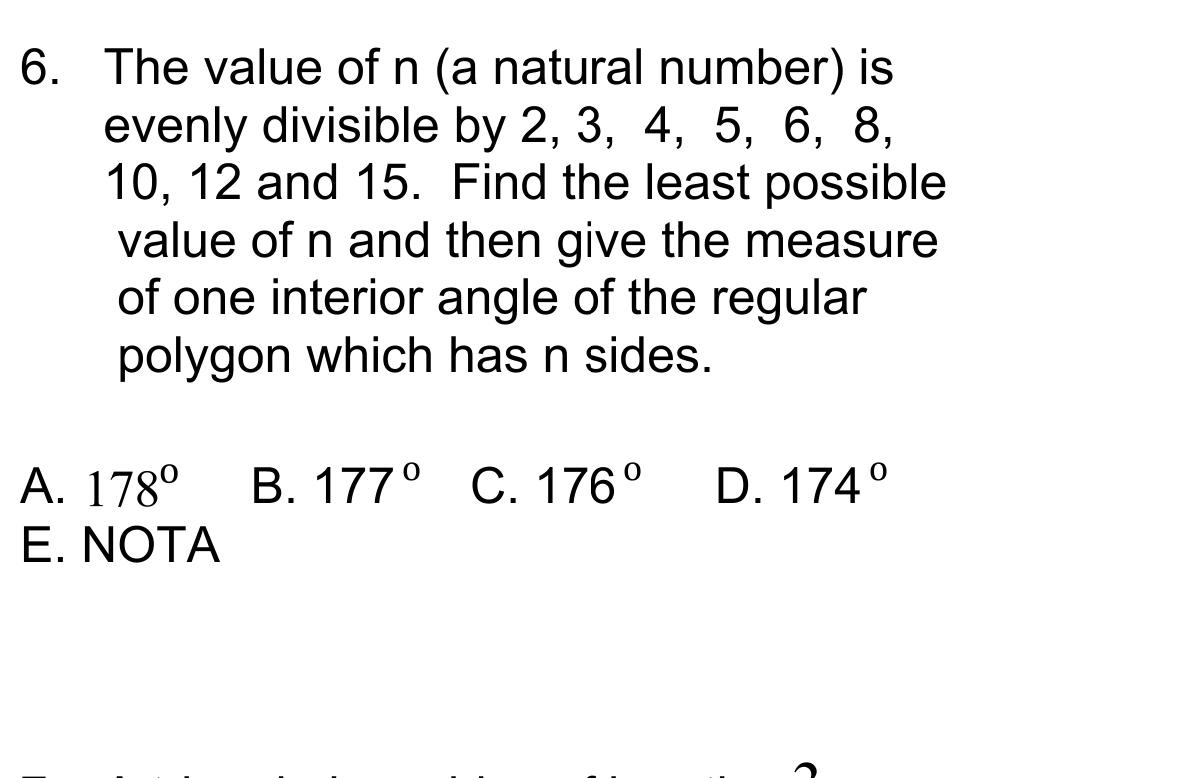 6. The value of n (a natural number) is
evenly divisible by 2, 3, 4, 5, 6, 8,
10, 12 and 15. Find the least possible
value of n and then give the measure
of one interior angle of the regular
polygon which has n sides.
A. 178° B. 177° C. 176° D. 174°
E. NOTA